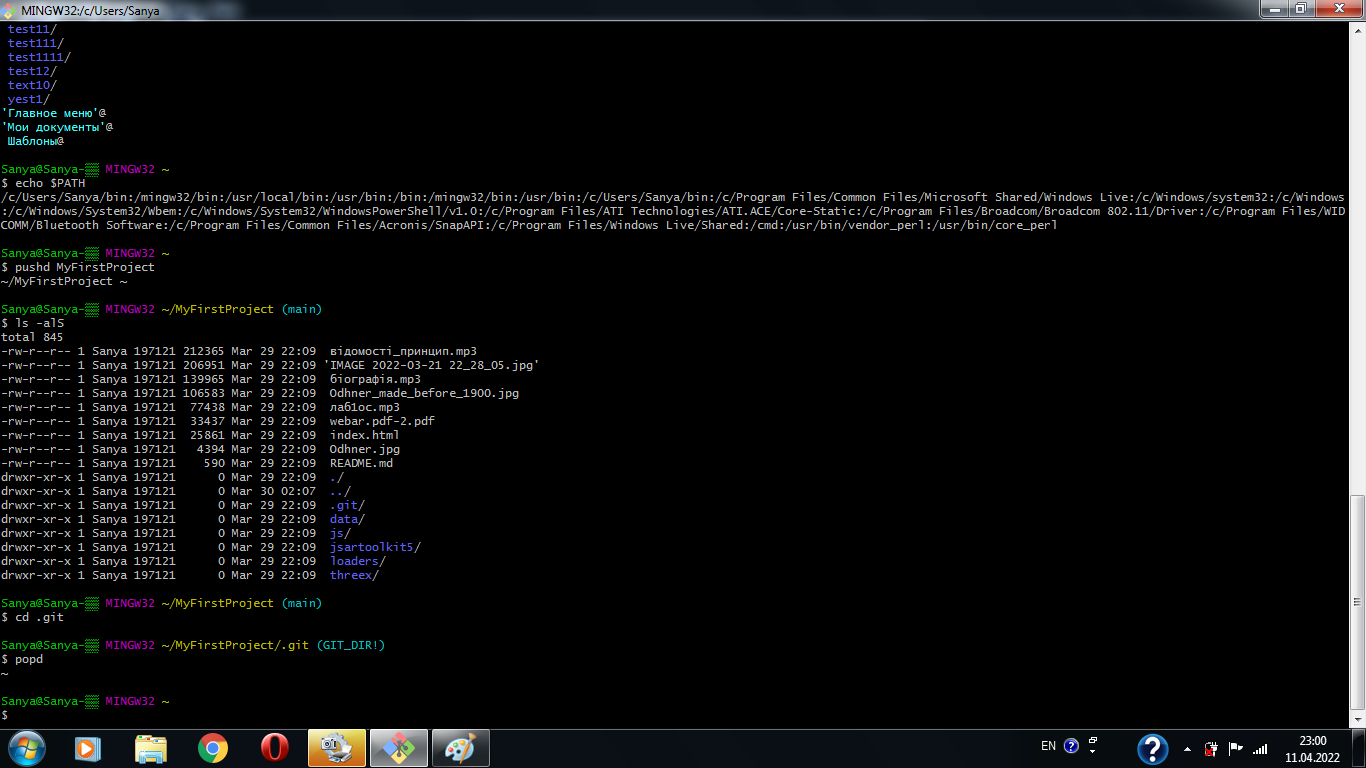 MINGW32:/c/Users/Sanya
test11/
test111/
test1111/
test12/
text10/
yest1/
'Главное меню'@
'Мои документы'@
Шаблоны@
Sanya@Sanya-▒▒ MINGW32 ~
$ echo $PATH
/c/Users/Sanya/bin:/mingw32/bin:/usr/local/bin:/usr/bin:/bin:/mingw32/bin:/usr/bin:/c/Users/Sanya/bin:/c/Program Files/Common Files/Microsoft Shared/Windows Live:/c/Windows/system32:/c/Windows
:/c/Windows/System32/Wbem:/c/Windows/System32/WindowsPowerShell/v1.0:/c/Program Files/ATI Technologies/ATI.ACE/Core-Static:/c/Program Files/Broadcom/Broadcom 802.11/Driver:/c/Program Files/WID
COMM/Bluetooth Software:/c/Program Files/Common Files/Acronis/SnapAPI:/c/Program Files/Windows Live/Shared:/cmd:/usr/bin/vendor_perl:/usr/bin/core_perl
Sanya@Sanya-▒▒ MINGW32 ~
$ pushd MyFirstProject
~/MyFirstProject ~
Sanya@Sanya-▒▒ MINGW32 ~/MyFirstProject (main)
$ ls -alS
total 845
-rw-r--r-- 1 Sanya 197121 212365 Mar 29 22:09  відомості_принцип.mp3
-rw-r--r-- 1 Sanya 197121 206951 Mar 29 22:09 'IMAGE 2022-03-21 22_28_05.jpg'
-rw-r--r-- 1 Sanya 197121 139965 Mar 29 22:09  біографія.mp3
-rw-r--r-- 1 Sanya 197121 106583 Mar 29 22:09  Odhner_made_before_1900.jpg
-rw-r--r-- 1 Sanya 197121  77438 Mar 29 22:09  лаб1ос.mp3
-rw-r--r-- 1 Sanya 197121  33437 Mar 29 22:09  webar.pdf-2.pdf
-rw-r--r-- 1 Sanya 197121  25861 Mar 29 22:09  index.html
-rw-r--r-- 1 Sanya 197121   4394 Mar 29 22:09  Odhner.jpg
-rw-r--r-- 1 Sanya 197121    590 Mar 29 22:09  README.md
drwxr-xr-x 1 Sanya 197121      0 Mar 29 22:09  ./
drwxr-xr-x 1 Sanya 197121      0 Mar 30 02:07  ../
drwxr-xr-x 1 Sanya 197121      0 Mar 29 22:09  .git/
drwxr-xr-x 1 Sanya 197121      0 Mar 29 22:09  data/
drwxr-xr-x 1 Sanya 197121      0 Mar 29 22:09  js/
drwxr-xr-x 1 Sanya 197121      0 Mar 29 22:09  jsartoolkit5/
drwxr-xr-x 1 Sanya 197121      0 Mar 29 22:09  loaders/
drwxr-xr-x 1 Sanya 197121      0 Mar 29 22:09  threex/
Sanya@Sanya-▒▒ MINGW32 ~/MyFirstProject (main)
$ cd .git
Sanya@Sanya-▒▒ MINGW32 ~/MyFirstProject/.git (GIT_DIR!)
$ popd
~
Sanya@Sanya-▒▒ MINGW32 ~
$
EN
23:00
11.04.2022